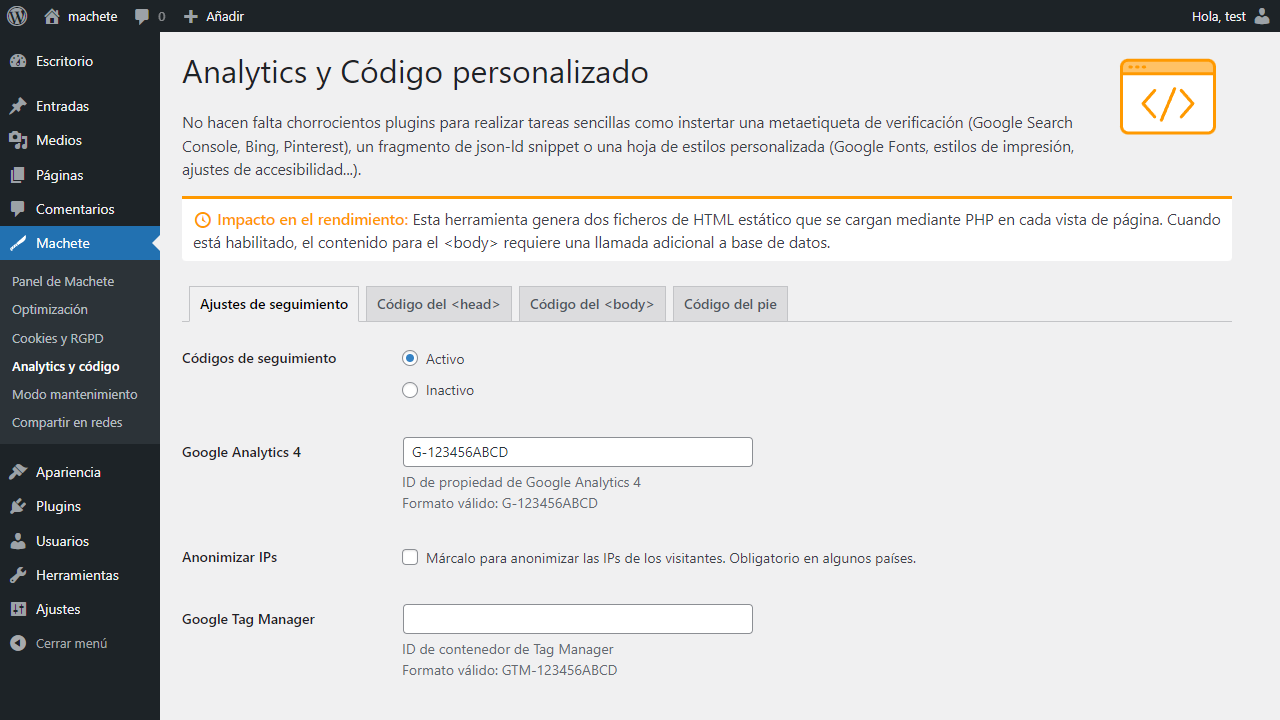 machete
0
Añadir
Hola, test
Escritorio
Entradas
Medios
Páginas
Comentarios
Machete
Panel de Machete
Optimización
Cookies y RGPD
Analytics y código
Modo mantenimiento
Compartir en redes
Apariencia
Plugins
Usuarios
Herramientas
Ajustes
Cerrar menú
Analytics y Código personalizado
No hacen falta chorrocientos plugins para realizar tareas sencillas como instertar una metaetiqueta de verificación (Google Search
Console, Bing, Pinterest), un fragmento de json-ld snippet o una hoja de estilos personalizada (Google Fonts, estilos de impresión,
ajustes de accesibilidad...).
Impacto en el rendimiento: Esta herramienta genera dos ficheros de HTML estático que se cargan mediante PHP en cada vista de página. Cuando
está habilitado, el contenido para el <body> requiere una llamada adicional a base de datos.
Ajustes de seguimiento
Código del <head>
Código del <body>
Código del pie
Códigos de seguimiento
Activo
Inactivo
Google Analytics 4
G-123456ABCD
ID de propiedad de Google Analytics 4
Formato válido: G-123456ABCD
Anonimizar IPs
Márcalo para anonimizar las IPs de los visitantes. Obligatorio en algunos países.
Google Tag Manager
ID de contenedor de Tag Manager
Formato válido: GTM-123456ABCD